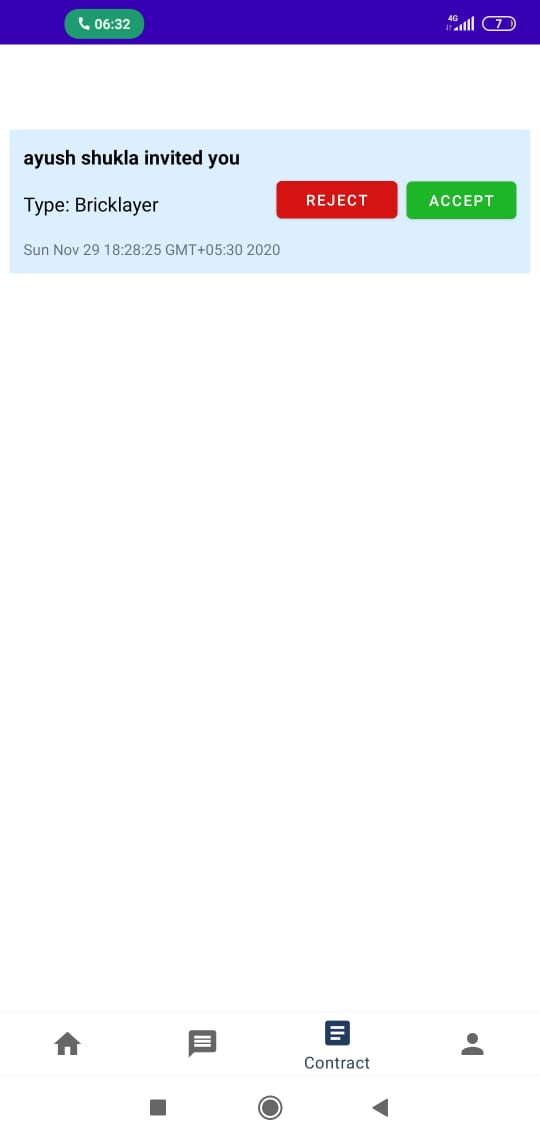 06:32
4G
7
ayush shukla invited you
Type: Bricklayer
REJECT
ACCEPT
Sun Nov 29 18:28:25 GMT+05:30 2020
Contract